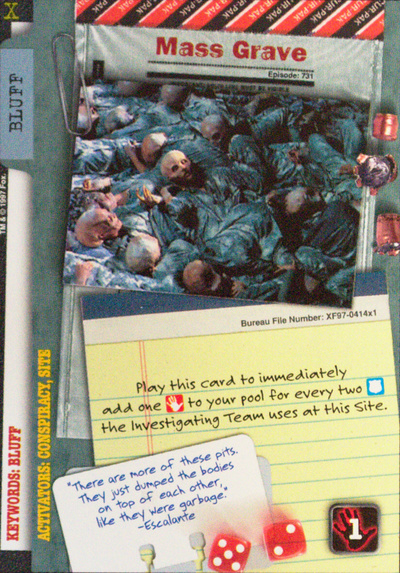 X
Mass Grave
Episode: 731
BLUFF
TM & © 1997 Fox.
Bureau File Number: XF97-0414x1
Play this card to immediately
add one to your pool for every two
the Investigating Team uses at this Site.
KEYWORDS: BLUFF
ACTIVATORS: CONSPIRACY, SITE
"There are more of these pits.
They just dumped the bodies
on top of each other,
like they were garbage."
-Escalante
1